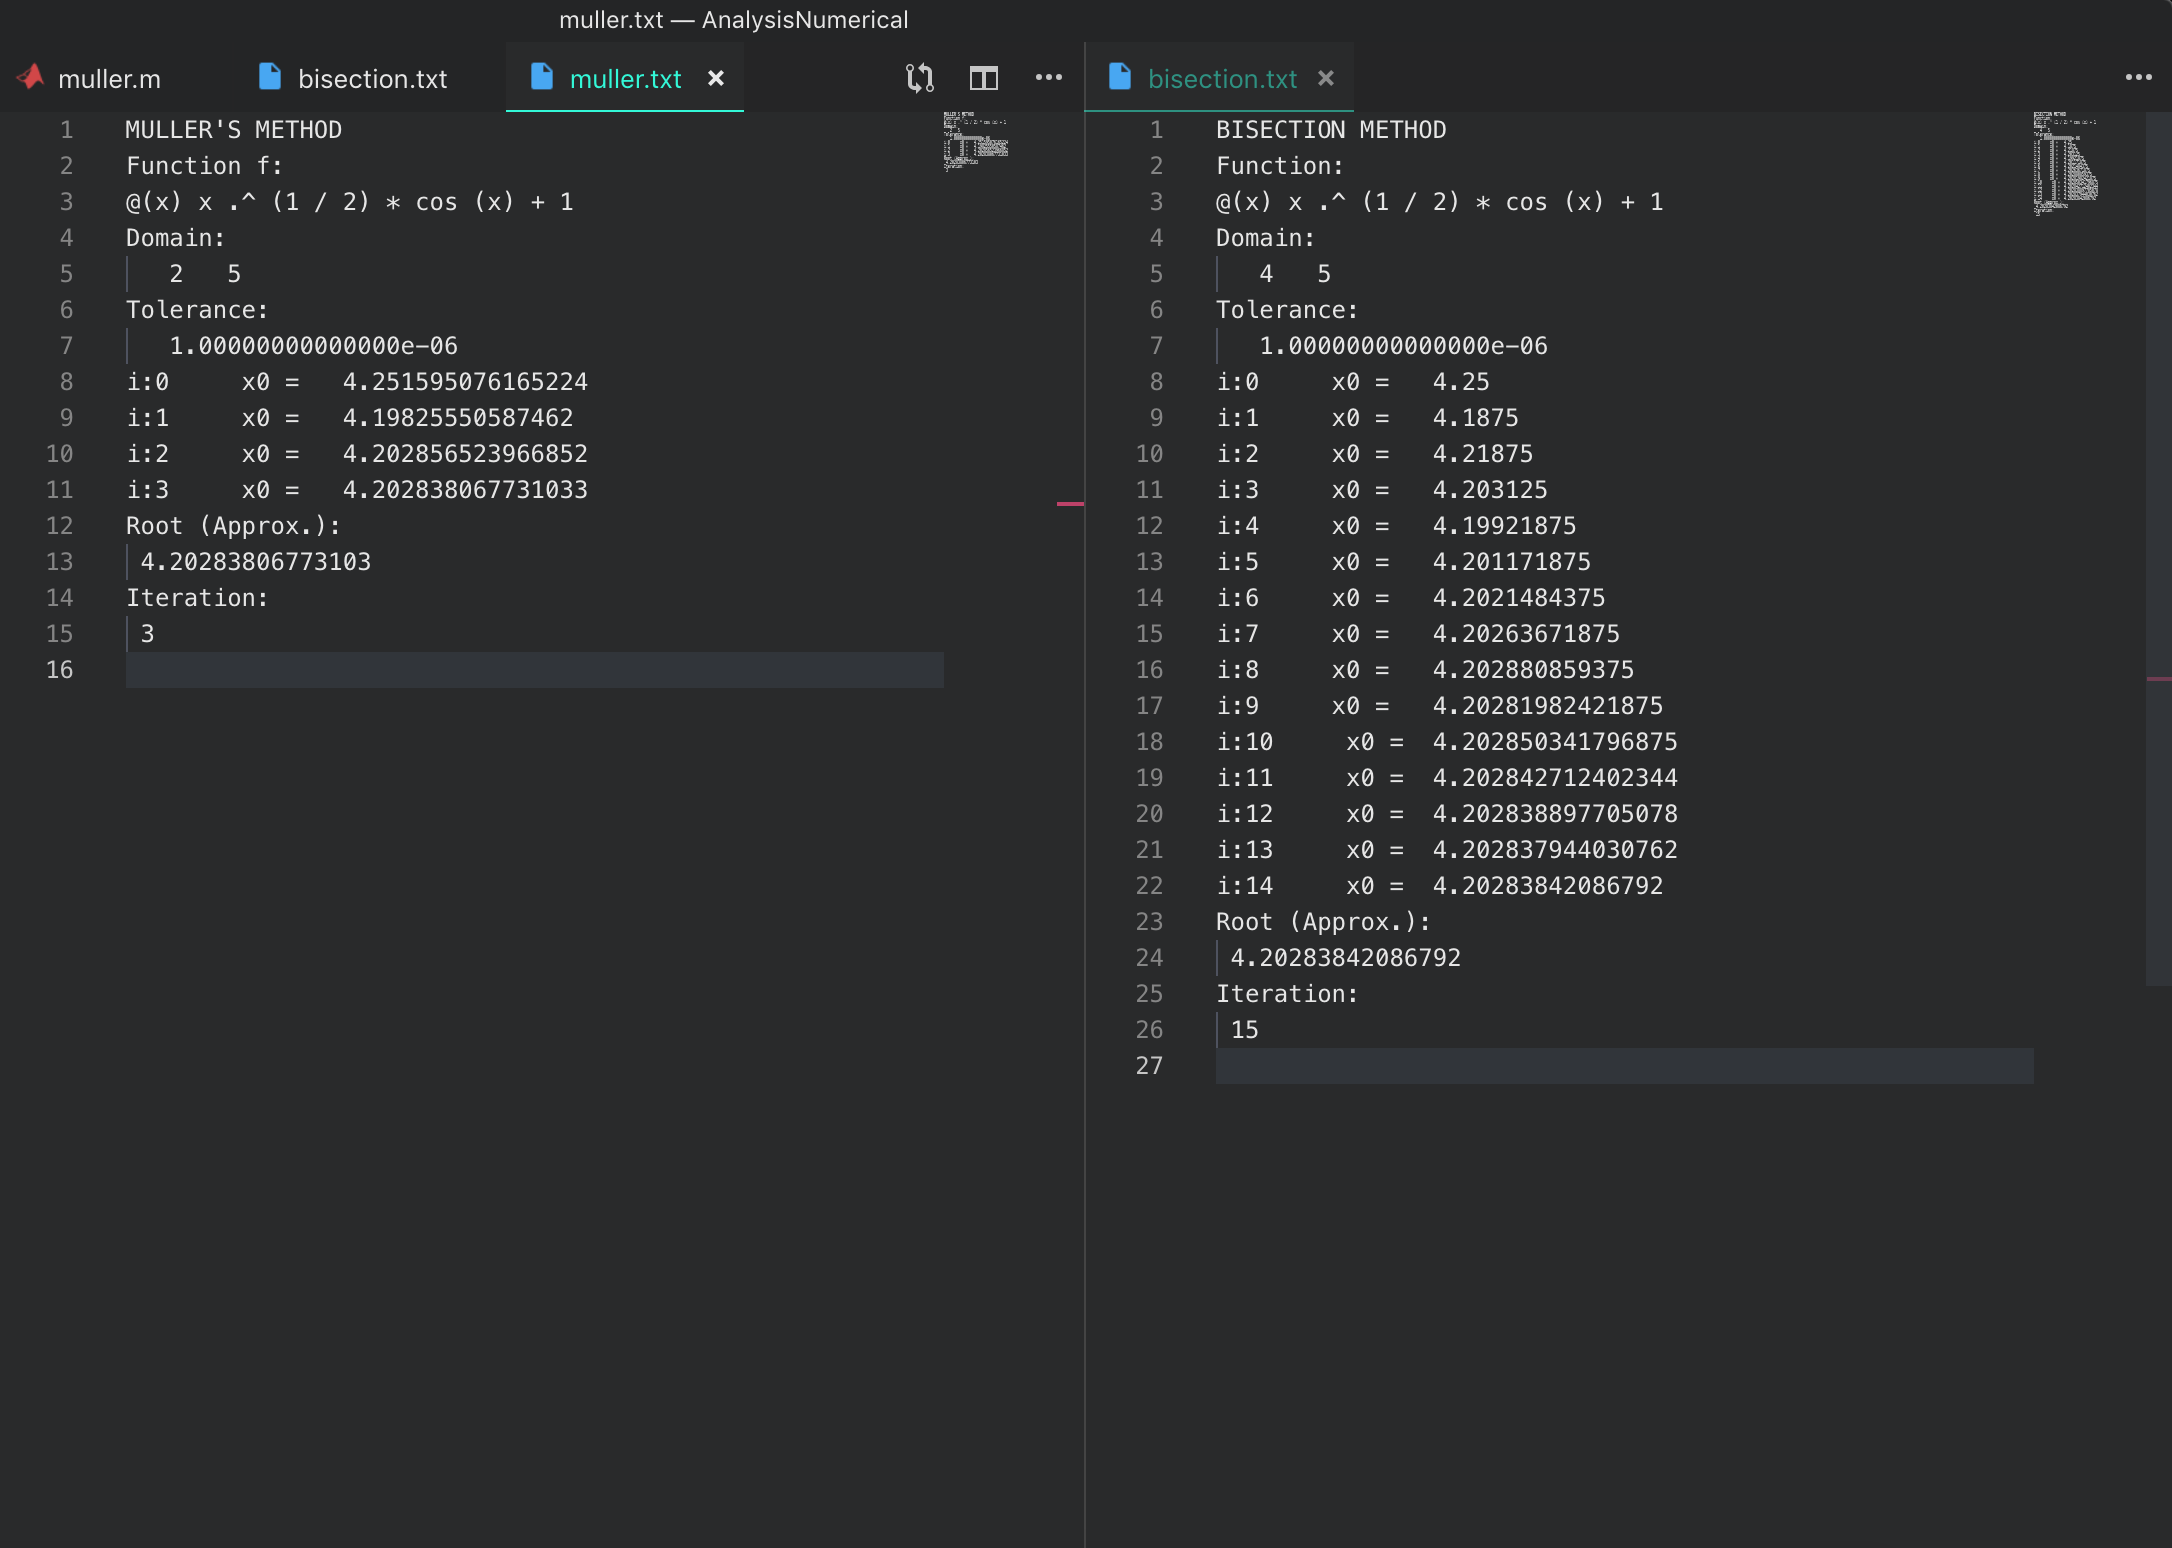 muller.txt — AnalysisNumerical
muller.m bisection.txt muller.txt
1 MULLER'S METHOD
2 Function f:
3 @(x) x .^ (1 / 2) * cos (x) + 1
4 Domain:
5 2 5
6 Tolerance:
7 1.00000000000000e-06
8 i:0 x0 = 4.251595076165224
9 i:1 x0 = 4.19825550587462
10 i:2 x0 = 4.202856523966852
11 i:3 x0 = 4.202838067731033
12 Root (Approx.):
13 4.20283806773103
14 Iteration:
15 3
16
bisection.txt
1 BISECTION METHOD
2 Function:
3 @(x) x .^ (1 / 2) * cos (x) + 1
4 Domain:
5 4 5
6 Tolerance:
7 1.00000000000000e-06
8 i:0 x0 = 4.25
9 i:1 x0 = 4.1875
10 i:2 x0 = 4.21875
11 i:3 x0 = 4.203125
12 i:4 x0 = 4.19921875
13 i:5 x0 = 4.201171875
14 i:6 x0 = 4.2021484375
15 i:7 x0 = 4.20263671875
16 i:8 x0 = 4.202880859375
17 i:9 x0 = 4.20281982421875
18 i:10 x0 = 4.202850341796875
19 i:11 x0 = 4.202842712402344
20 i:12 x0 = 4.202838897705078
21 i:13 x0 = 4.202837944030762
22 i:14 x0 = 4.20283842086792
23 Root (Approx.):
24 4.20283842086792
25 Iteration:
26 15
27